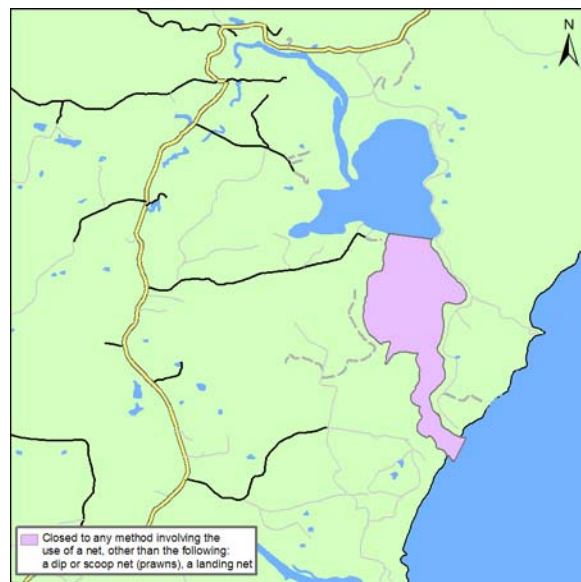 N
Closed to any method involving the
use of a net, other than the following:
a dip or scoop net (prawns), a landing net